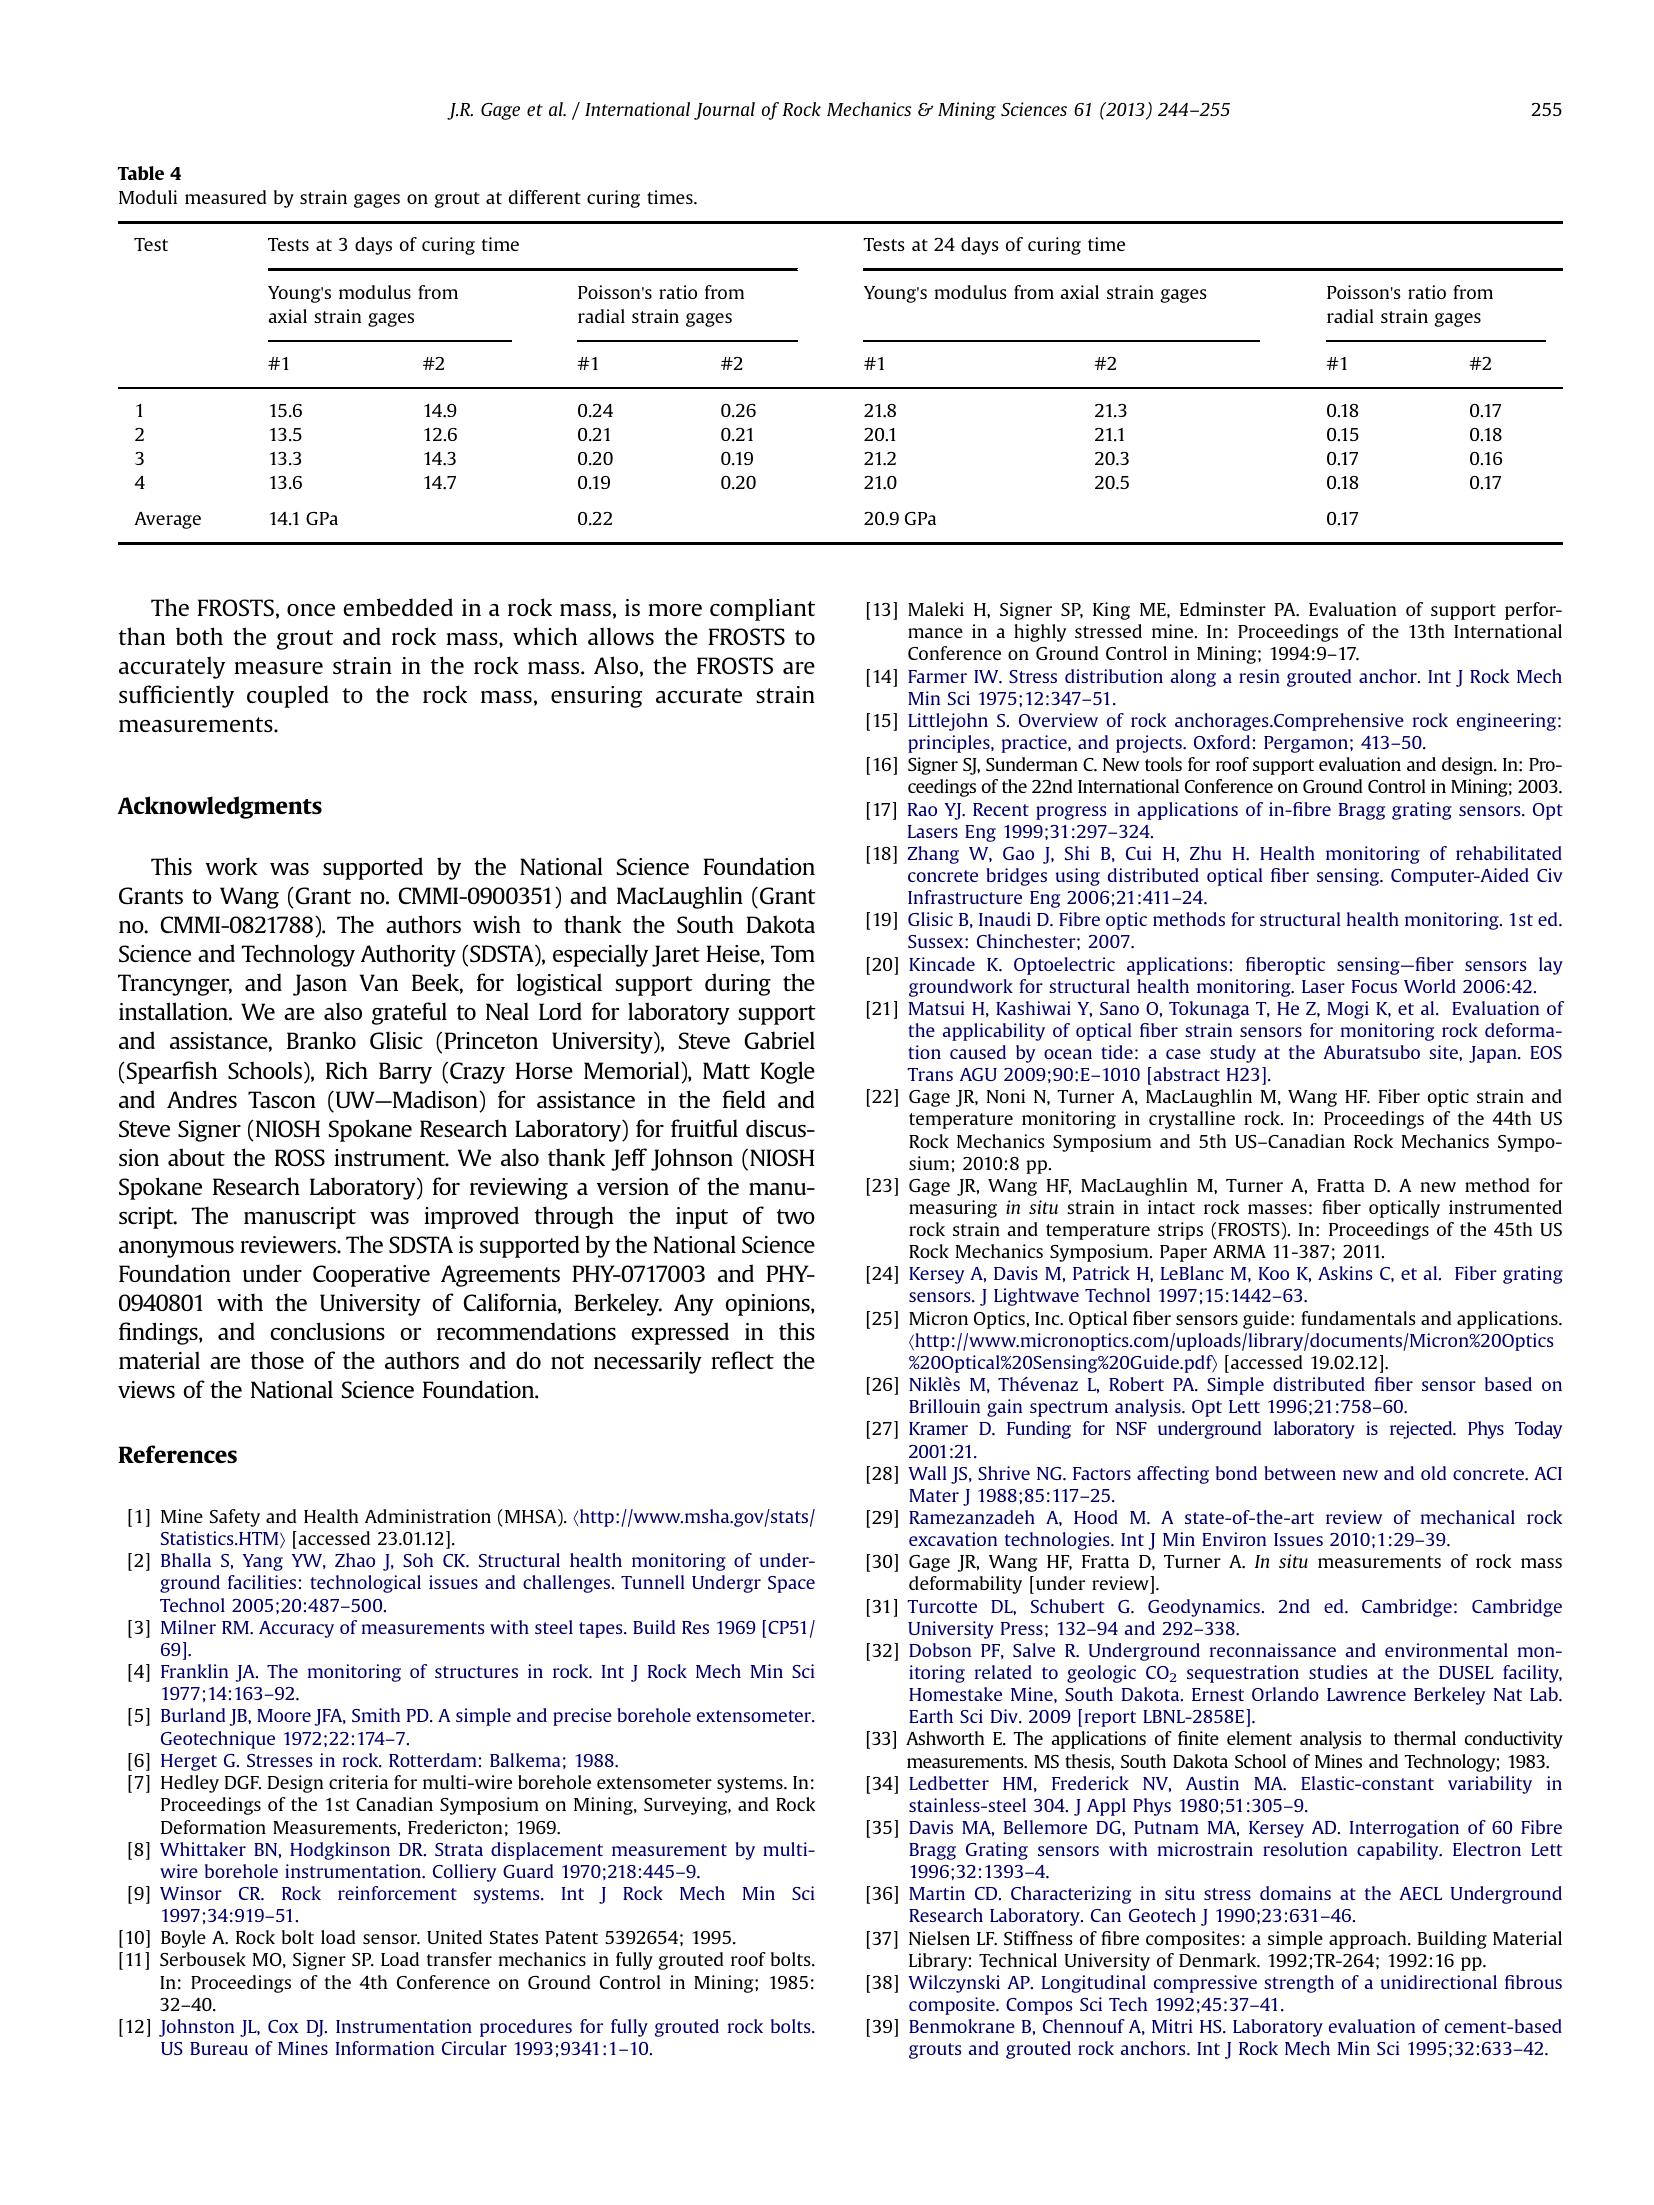 J.R. Gage et al. / International Journal of Rock Mechanics & Mining Sciences 61 (2013) 244–255
255
Table 4
Moduli measured by strain gages on grout at different curing times.
Test Tests at 3 days of curing time Tests at 24 days of curing time
Young's modulus from Poisson's ratio from Young's modulus from axial strain gages Poisson's ratio from
axial strain gages radial strain gages radial strain gages
#1 #2 #1 #2 #1 #2 #1 #2
1 15.6 14.9 0.24 0.26 21.8 21.3 0.18 0.17
2 13.5 12.6 0.21 0.21 20.1 21.1 0.15 0.18
3 13.3 14.3 0.20 0.19 21.2 20.3 0.17 0.16
4 13.6 14.7 0.19 0.20 21.0 20.5 0.18 0.17
Average 14.1 GPa 0.22 20.9 GPa 0.17
The FROSTS, once embedded in a rock mass, is more compliant
than both the grout and rock mass, which allows the FROSTS to
accurately measure strain in the rock mass. Also, the FROSTS are
sufficiently coupled to the rock mass, ensuring accurate strain
measurements.
Acknowledgments
This work was supported by the National Science Foundation
Grants to Wang (Grant no. CMMI-0900351) and MacLaughlin (Grant
no. CMMI-0821788). The authors wish to thank the South Dakota
Science and Technology Authority (SDSTA), especially Jaret Heise, Tom
Trancynger, and Jason Van Beek, for logistical support during the
installation. We are also grateful to Neal Lord for laboratory support
and assistance, Branko Glisic (Princeton University), Steve Gabriel
(Spearfish Schools), Rich Barry (Crazy Horse Memorial), Matt Kogle
and Andres Tascon (UW—Madison) for assistance in the field and
Steve Signer (NIOSH Spokane Research Laboratory) for fruitful discus-
sion about the ROSS instrument. We also thank Jeff Johnson (NIOSH
Spokane Research Laboratory) for reviewing a version of the manu-
script. The manuscript was improved through the input of two
anonymous reviewers. The SDSTA is supported by the National Science
Foundation under Cooperative Agreements PHY-0717003 and PHY-
0940801 with the University of California, Berkeley. Any opinions,
findings, and conclusions or recommendations expressed in this
material are those of the authors and do not necessarily reflect the
views of the National Science Foundation.
References
[1] Mine Safety and Health Administration (MHSA). 〈http://www.msha.gov/stats/
Statistics.HTM〉 [accessed 23.01.12].
[2] Bhalla S, Yang YW, Zhao J, Soh CK. Structural health monitoring of under-
ground facilities: technological issues and challenges. Tunnell Undergr Space
Technol 2005;20:487–500.
[3] Milner RM. Accuracy of measurements with steel tapes. Build Res 1969 [CP51/
69].
[4] Franklin JA. The monitoring of structures in rock. Int J Rock Mech Min Sci
1977;14:163–92.
[5] Burland JB, Moore JFA, Smith PD. A simple and precise borehole extensometer.
Geotechnique 1972;22:174–7.
[6] Herget G. Stresses in rock. Rotterdam: Balkema; 1988.
[7] Hedley DGF. Design criteria for multi-wire borehole extensometer systems. In:
Proceedings of the 1st Canadian Symposium on Mining, Surveying, and Rock
Deformation Measurements, Fredericton; 1969.
[8] Whittaker BN, Hodgkinson DR. Strata displacement measurement by multi-
wire borehole instrumentation. Colliery Guard 1970;218:445–9.
[9] Winsor CR. Rock reinforcement systems. Int J Rock Mech Min Sci
1997;34:919–51.
[10] Boyle A. Rock bolt load sensor. United States Patent 5392654; 1995.
[11] Serbousek MO, Signer SP. Load transfer mechanics in fully grouted roof bolts.
In: Proceedings of the 4th Conference on Ground Control in Mining; 1985:
32–40.
[12] Johnston JL, Cox DJ. Instrumentation procedures for fully grouted rock bolts.
US Bureau of Mines Information Circular 1993;9341:1–10.
[13] Maleki H, Signer SP, King ME, Edminster PA. Evaluation of support perfor-
mance in a highly stressed mine. In: Proceedings of the 13th International
Conference on Ground Control in Mining; 1994:9–17.
[14] Farmer IW. Stress distribution along a resin grouted anchor. Int J Rock Mech
Min Sci 1975;12:347–51.
[15] Littlejohn S. Overview of rock anchorages.Comprehensive rock engineering:
principles, practice, and projects. Oxford: Pergamon; 413–50.
[16] Signer SJ, Sunderman C. New tools for roof support evaluation and design. In: Pro-
ceedings of the 22nd International Conference on Ground Control in Mining; 2003.
[17] Rao YJ. Recent progress in applications of in-fibre Bragg grating sensors. Opt
Lasers Eng 1999;31:297–324.
[18] Zhang W, Gao J, Shi B, Cui H, Zhu H. Health monitoring of rehabilitated
concrete bridges using distributed optical fiber sensing. Computer-Aided Civ
Infrastructure Eng 2006;21:411–24.
[19] Glisic B, Inaudi D. Fibre optic methods for structural health monitoring. 1st ed.
Sussex: Chinchester; 2007.
[20] Kincade K. Optoelectric applications: fiberoptic sensing—fiber sensors lay
groundwork for structural health monitoring. Laser Focus World 2006:42.
[21] Matsui H, Kashiwai Y, Sano O, Tokunaga T, He Z, Mogi K, et al. Evaluation of
the applicability of optical fiber strain sensors for monitoring rock deforma-
tion caused by ocean tide: a case study at the Aburatsubo site, Japan. EOS
Trans AGU 2009;90:E–1010 [abstract H23].
[22] Gage JR, Noni N, Turner A, MacLaughlin M, Wang HF. Fiber optic strain and
temperature monitoring in crystalline rock. In: Proceedings of the 44th US
Rock Mechanics Symposium and 5th US–Canadian Rock Mechanics Sympo-
sium; 2010:8 pp.
[23] Gage JR, Wang HF, MacLaughlin M, Turner A, Fratta D. A new method for
measuring in situ strain in intact rock masses: fiber optically instrumented
rock strain and temperature strips (FROSTS). In: Proceedings of the 45th US
Rock Mechanics Symposium. Paper ARMA 11-387; 2011.
[24] Kersey A, Davis M, Patrick H, LeBlanc M, Koo K, Askins C, et al. Fiber grating
sensors. J Lightwave Technol 1997;15:1442–63.
[25] Micron Optics, Inc. Optical fiber sensors guide: fundamentals and applications.
〈http://www.micronoptics.com/uploads/library/documents/Micron%20Optics
%20Optical%20Sensing%20Guide.pdf〉 [accessed 19.02.12].
[26] Niklès M, Thévenaz L, Robert PA. Simple distributed fiber sensor based on
Brillouin gain spectrum analysis. Opt Lett 1996;21:758–60.
[27] Kramer D. Funding for NSF underground laboratory is rejected. Phys Today
2001:21.
[28] Wall JS, Shrive NG. Factors affecting bond between new and old concrete. ACI
Mater J 1988;85:117–25.
[29] Ramezanzadeh A, Hood M. A state-of-the-art review of mechanical rock
excavation technologies. Int J Min Environ Issues 2010;1:29–39.
[30] Gage JR, Wang HF, Fratta D, Turner A. In situ measurements of rock mass
deformability [under review].
[31] Turcotte DL, Schubert G. Geodynamics. 2nd ed. Cambridge: Cambridge
University Press; 132–94 and 292–338.
[32] Dobson PF, Salve R. Underground reconnaissance and environmental mon-
itoring related to geologic CO₂ sequestration studies at the DUSEL facility,
Homestake Mine, South Dakota. Ernest Orlando Lawrence Berkeley Nat Lab.
Earth Sci Div. 2009 [report LBNL-2858E].
[33] Ashworth E. The applications of finite element analysis to thermal conductivity
measurements. MS thesis, South Dakota School of Mines and Technology; 1983.
[34] Ledbetter HM, Frederick NV, Austin MA. Elastic-constant variability in
stainless-steel 304. J Appl Phys 1980;51:305–9.
[35] Davis MA, Bellemore DG, Putnam MA, Kersey AD. Interrogation of 60 Fibre
Bragg Grating sensors with microstrain resolution capability. Electron Lett
1996;32:1393–4.
[36] Martin CD. Characterizing in situ stress domains at the AECL Underground
Research Laboratory. Can Geotech J 1990;23:631–46.
[37] Nielsen LF. Stiffness of fibre composites: a simple approach. Building Material
Library: Technical University of Denmark. 1992;TR-264; 1992:16 pp.
[38] Wilczynski AP. Longitudinal compressive strength of a unidirectional fibrous
composite. Compos Sci Tech 1992;45:37–41.
[39] Benmokrane B, Chennouf A, Mitri HS. Laboratory evaluation of cement-based
grouts and grouted rock anchors. Int J Rock Mech Min Sci 1995;32:633–42.